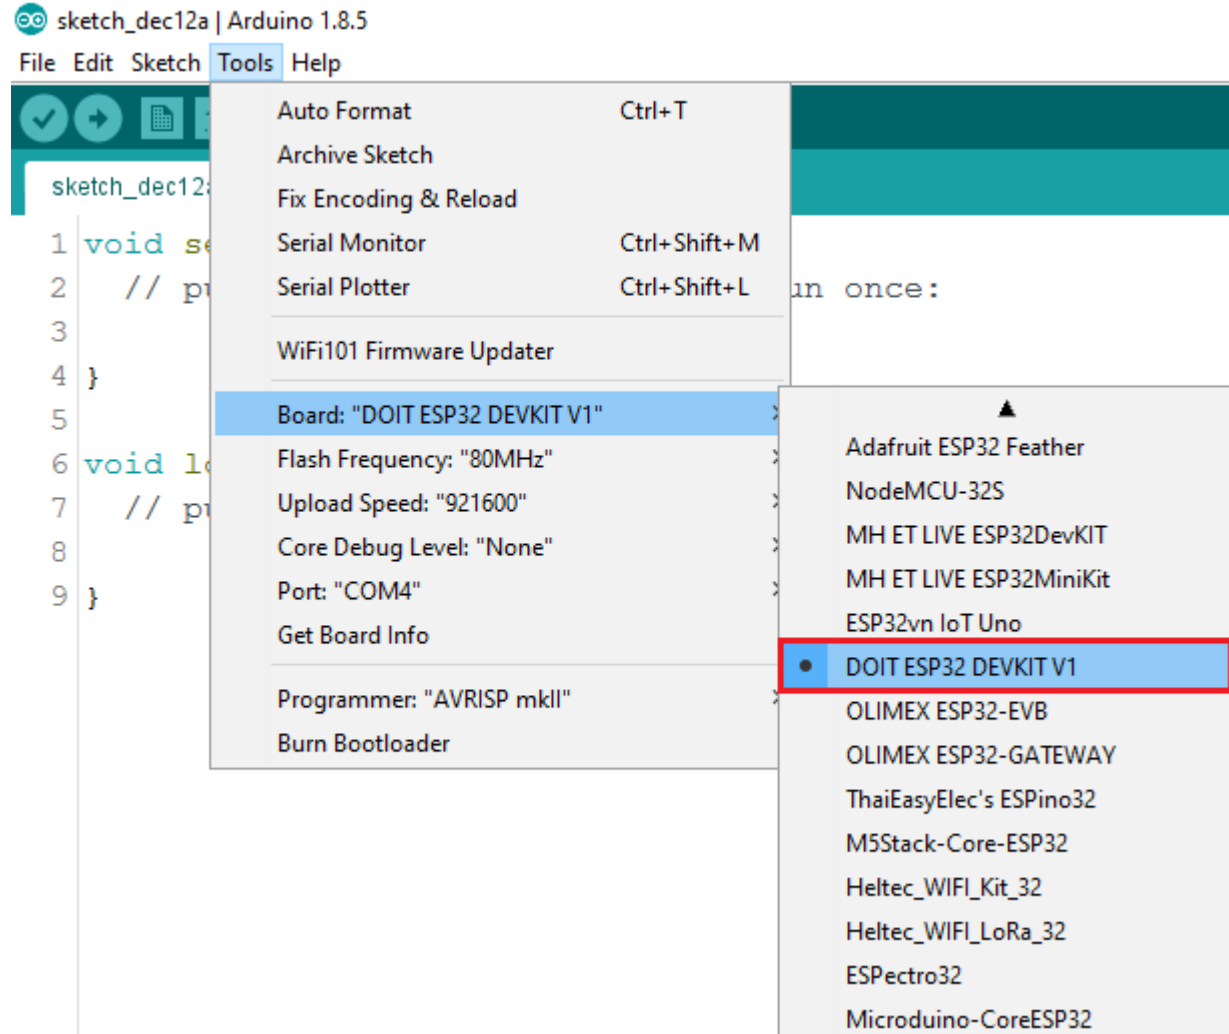 sketch_dec12a | Arduino 1.8.5
File Edit Sketch Tools Help
sketch_dec12a
Auto Format Ctrl+T
Archive Sketch
Fix Encoding & Reload
Serial Monitor Ctrl+Shift+M
Serial Plotter Ctrl+Shift+L
WiFi101 Firmware Updater
Board: "DOIT ESP32 DEVKIT V1"
Flash Frequency: "80MHz"
Upload Speed: "921600"
Core Debug Level: "None"
Port: "COM4"
Get Board Info
Programmer: "AVRISP mkII"
Burn Bootloader
1 void
2 // once:
3
4 }
5
6 void
7 //
8
9 }
Adafruit ESP32 Feather
NodeMCU-32S
MH ET LIVE ESP32DevKIT
MH ET LIVE ESP32MiniKit
ESP32vn IoT Uno
DOIT ESP32 DEVKIT V1
OLIMEX ESP32-EVB
OLIMEX ESP32-GATEWAY
ThaiEasyElec's ESPino32
M5Stack-Core-ESP32
Heltec_WIFI_Kit_32
Heltec_WIFI_LoRa_32
ESPectro32
Microduino-CoreESP32